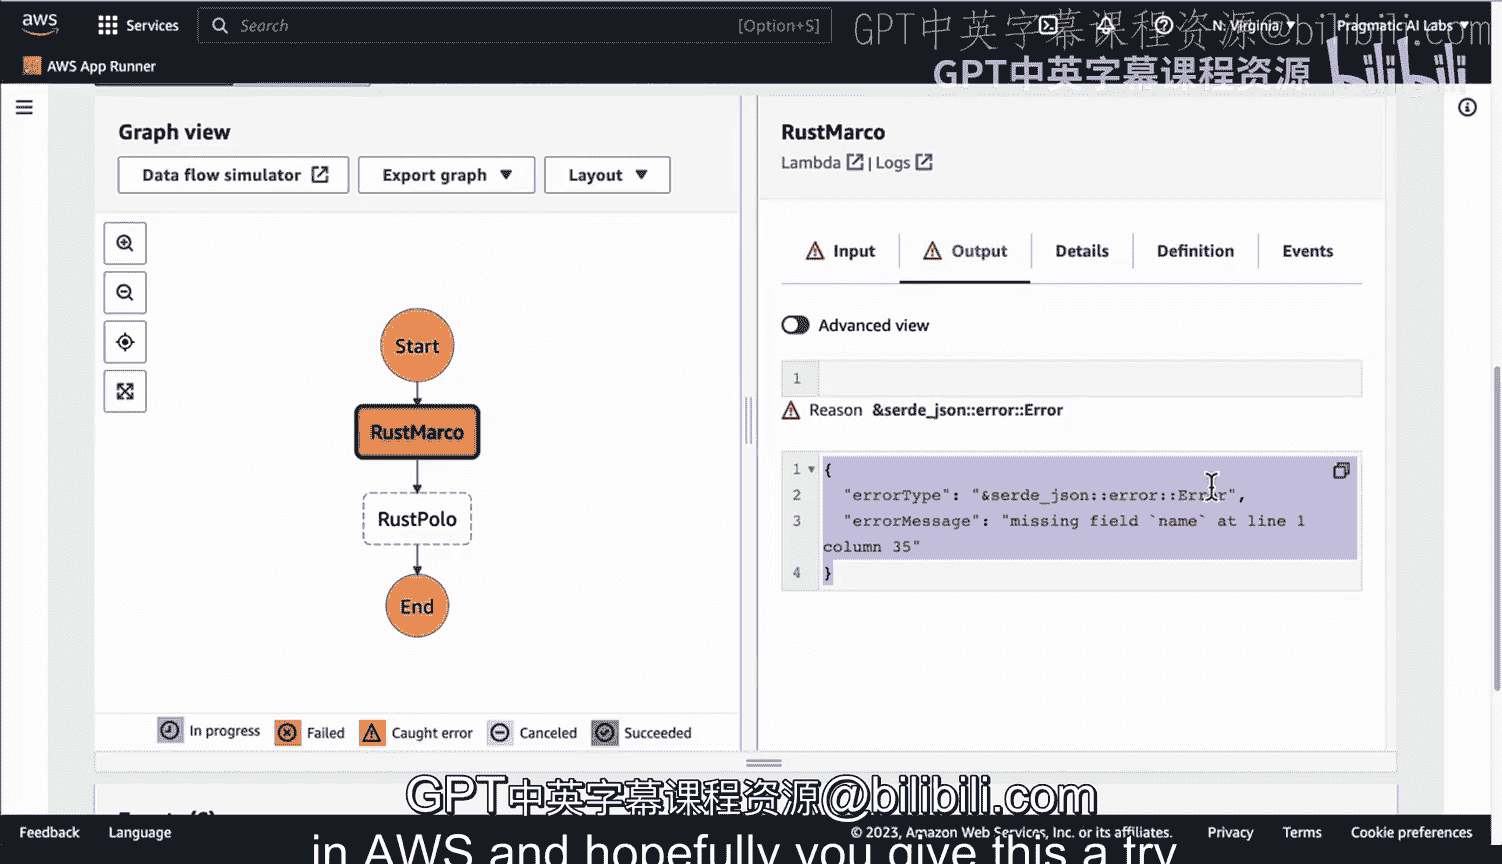 aws
Services
Search
[Option+S]
N. Virginia
Pragmatic AI Labs
GPT中英字幕课程资源@bilibili.com
AWS App Runner
GPT中英字幕课程资源
bilibili
Graph view
Data flow simulator
Export graph
Layout
Start
RustMarco
RustPolo
End
In progress
Failed
Caught error
Canceled
Succeeded
RustMarco
Lambda | Logs
Input
Output
Details
Definition
Events
Advanced view
1
Reason &serde_json::error::Error
1 {
2 "errorType": "&serde_json::error::Error",
3 "errorMessage": "missing field `name` at line 1
column 35"
4 }
GPT中英字幕课程资源@bilibili.com
Feedback
Language
© 2023, Amazon Web Services, Inc. or its affiliates.
Privacy
Terms
Cookie preferences
in AWS and hopefully you give this a try